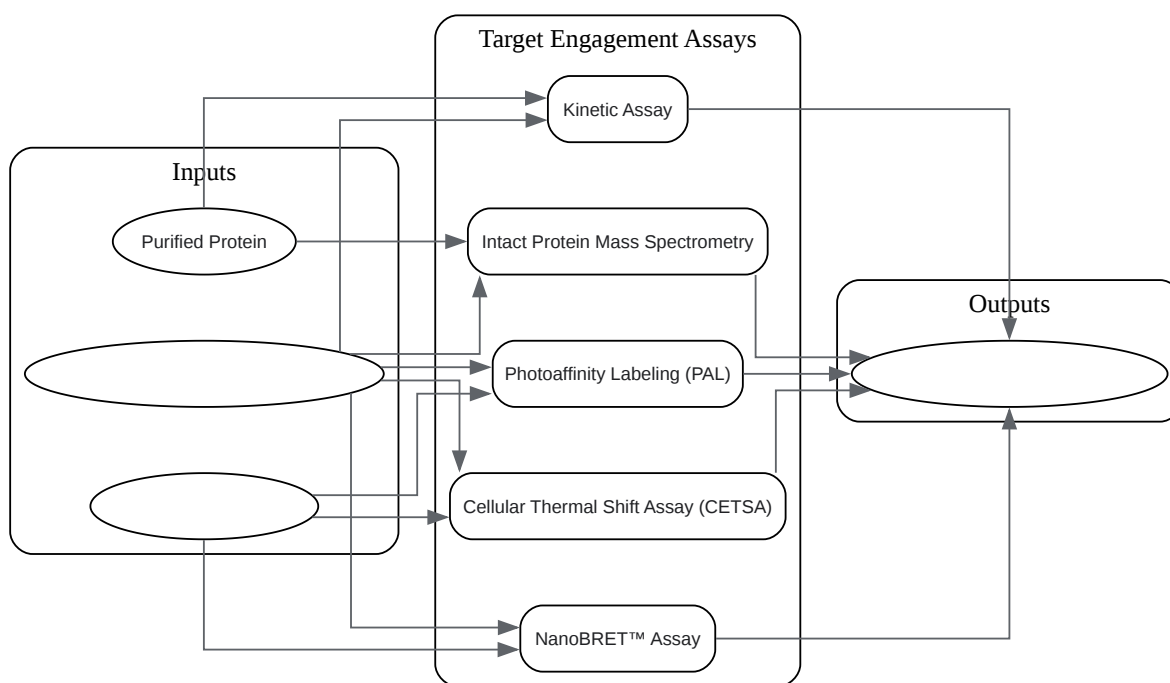 Target Engagement Assays
Kinetic Assay
Inputs
Purified Protein
Intact Protein Mass Spectrometry
Outputs
Photoaffinity Labeling (PAL)
Cellular Thermal Shift Assay (CETSA)
NanoBRET™ Assay